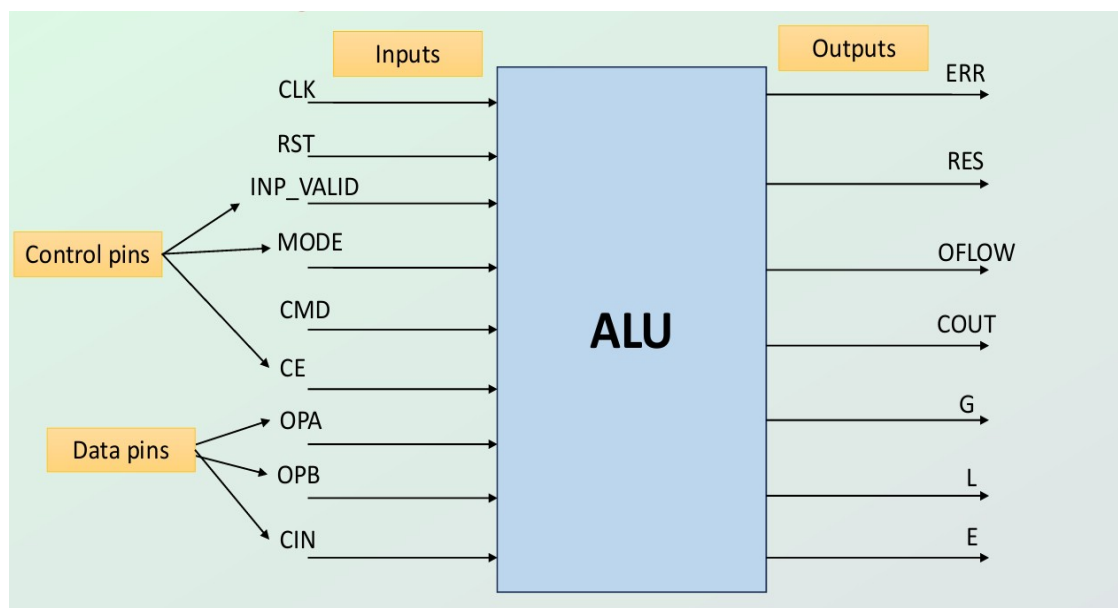 Inputs
Outputs
CLK
ERR
RST
RES
INP_VALID
Control pins
MODE
OFLOW
CMD
COUT
ALU
CE
OPA
G
Data pins
OPB
L
CIN
E